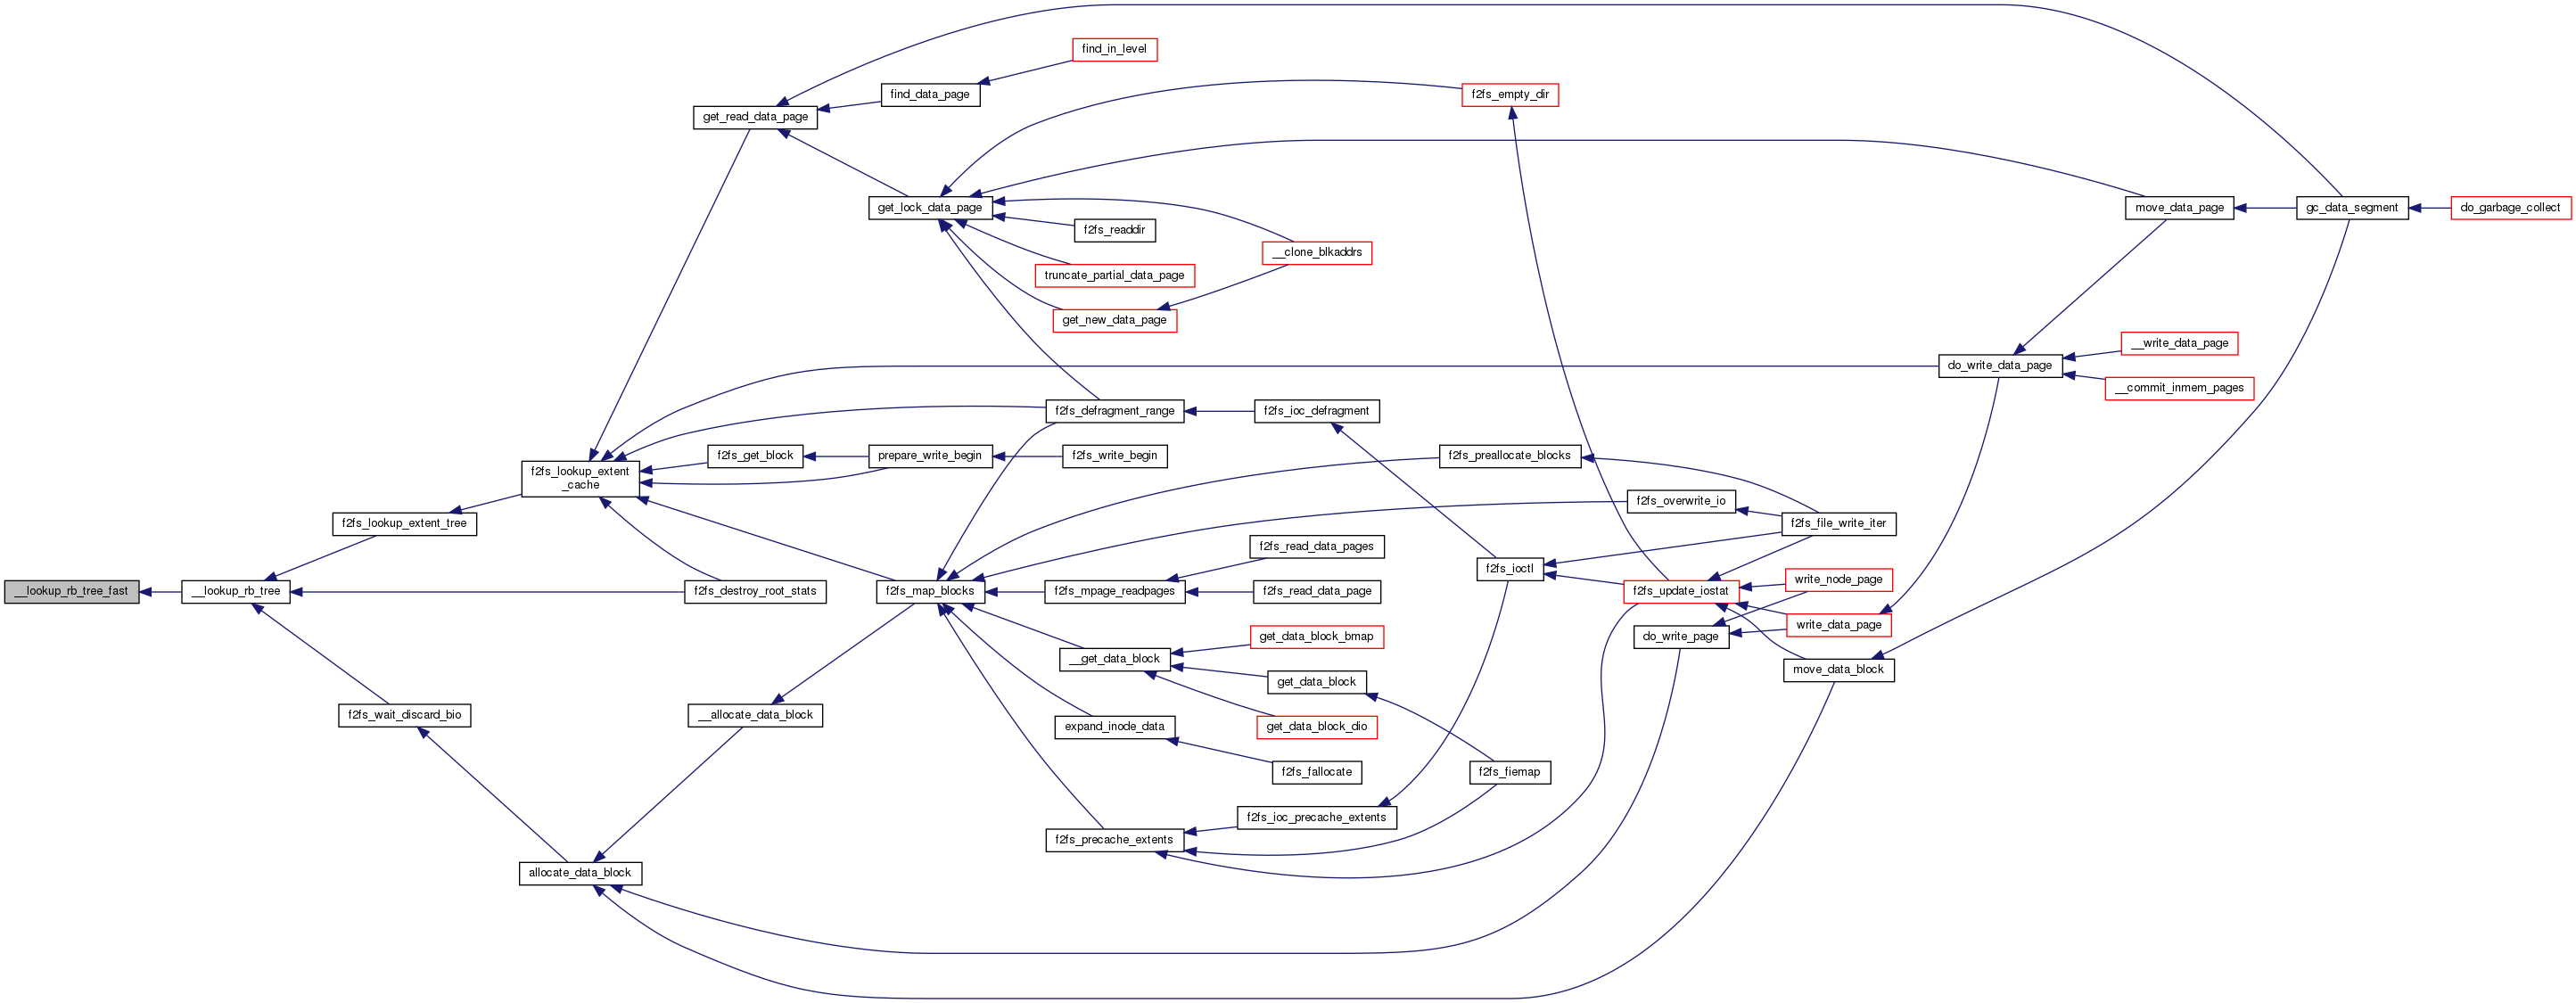 find_in_level
find_data_page
f2fs_empty_dir
get_read_data_page
get_lock_data_page
move_data_page
gc_data_segment
do_garbage_collect
f2fs_readdir
__clone_blkaddrs
truncate_partial_data_page
get_new_data_page
__write_data_page
do_write_data_page
__commit_inmem_pages
f2fs_defragment_range
f2fs_ioc_defragment
f2fs_get_block
prepare_write_begin
f2fs_write_begin
f2fs_preallocate_blocks
f2fs_lookup_extent
_cache
f2fs_overwrite_io
f2fs_lookup_extent_tree
f2fs_file_write_iter
f2fs_read_data_pages
f2fs_ioctl
write_node_page
__lookup_rb_tree_fast
__lookup_rb_tree
f2fs_destroy_root_stats
f2fs_map_blocks
f2fs_mpage_readpages
f2fs_read_data_page
f2fs_update_iostat
write_data_page
get_data_block_bmap
do_write_page
__get_data_block
move_data_block
get_data_block
f2fs_wait_discard_bio
__allocate_data_block
expand_inode_data
get_data_block_dio
f2fs_fallocate
f2fs_fiemap
f2fs_ioc_precache_extents
f2fs_precache_extents
allocate_data_block